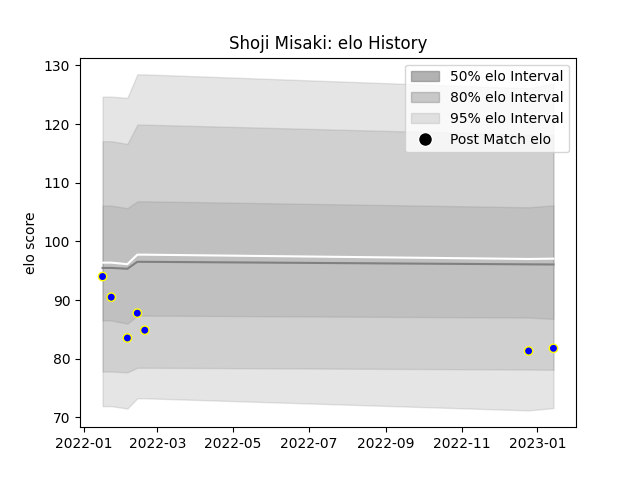 Shoji Misaki: elo History
130
120
110
100
90
80
70
elo score
50% elo Interval
80% elo Interval
95% elo Interval
Post Match elo
2022-01 2022-03 2022-05 2022-07 2022-09 2022-11 2023-01